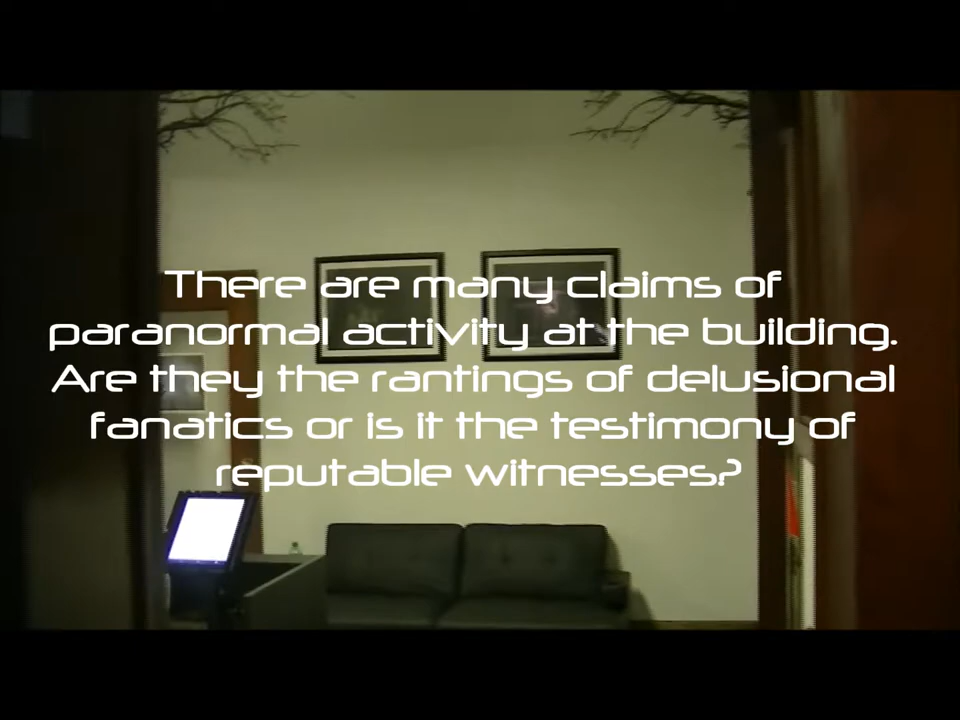 There are many claims of
paranormal activity at the building.
Are they the rantings of delusional
fanatics or is it the testimony of
reputable witnesses?